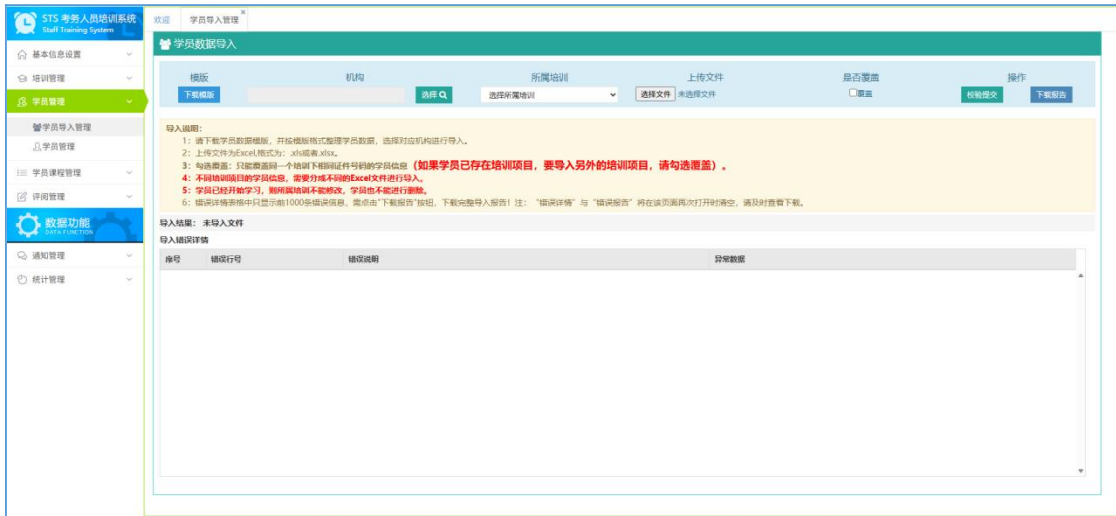 STS 考务人员培训系统
Staff Training System
欢迎
学员导入管理
基本信息设置
培训管理
学员管理
学员导入管理
学员管理
学员课程管理
评阅管理
数据功能
DATA FUNCTION
通知管理
统计管理
学员数据导入
模版 机构 所属培训 上传文件 是否覆盖 操作
下载模版 选择 选择所属培训 选择文件 未选择文件 覆盖 校验提交 下载报告
导入说明:
1: 请下载学员数据模版，并按模版格式整理学员数据，选择对应机构进行导入。
2: 上传文件为Excel,格式为: .xls或者.xlsx。
3: 勾选覆盖: 只能覆盖同一个培训下相同证件号码的学员信息（如果学员已存在培训项目，要导入另外的培训项目，请勾选覆盖）。
4: 不同培训项目的学员信息，需要分成不同的Excel文件进行导入。
5: 学员已经开始学习，则所属培训不能修改，学员也不能进行删除。
6: 错误详情表格中只显示前1000条错误信息，需点击"下载报告"按钮，下载完整导入报告! 注: “错误详情” 与 “错误报告” 将在该页面再次打开时清空，请及时查看下载。
导入结果: 未导入文件
导入错误详情
序号 错误行号 错误说明 异常数据